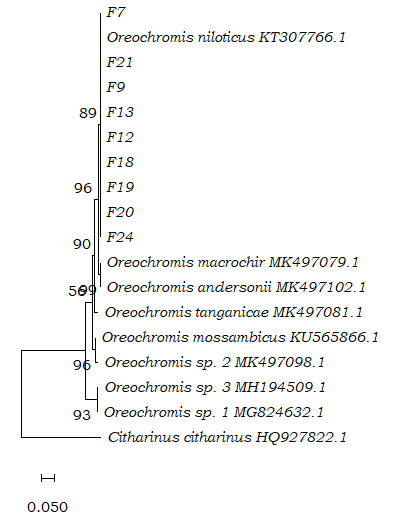 F7
Oreochromis niloticus KT307766.1
F21
F9
89
F13
F12
F18
96
F19
F20
F24
90
Oreochromis macrochir MK497079.1
56
99
Oreochromis andersonii MK497102.1
Oreochromis tanganicae MK497081.1
Oreochromis mossambicus KU565866.1
96
Oreochromis sp. 2 MK497098.1
Oreochromis sp. 3 MH194509.1
93
Oreochromis sp. 1 MG824632.1
Citharinus citharinus HQ927822.1
0.050